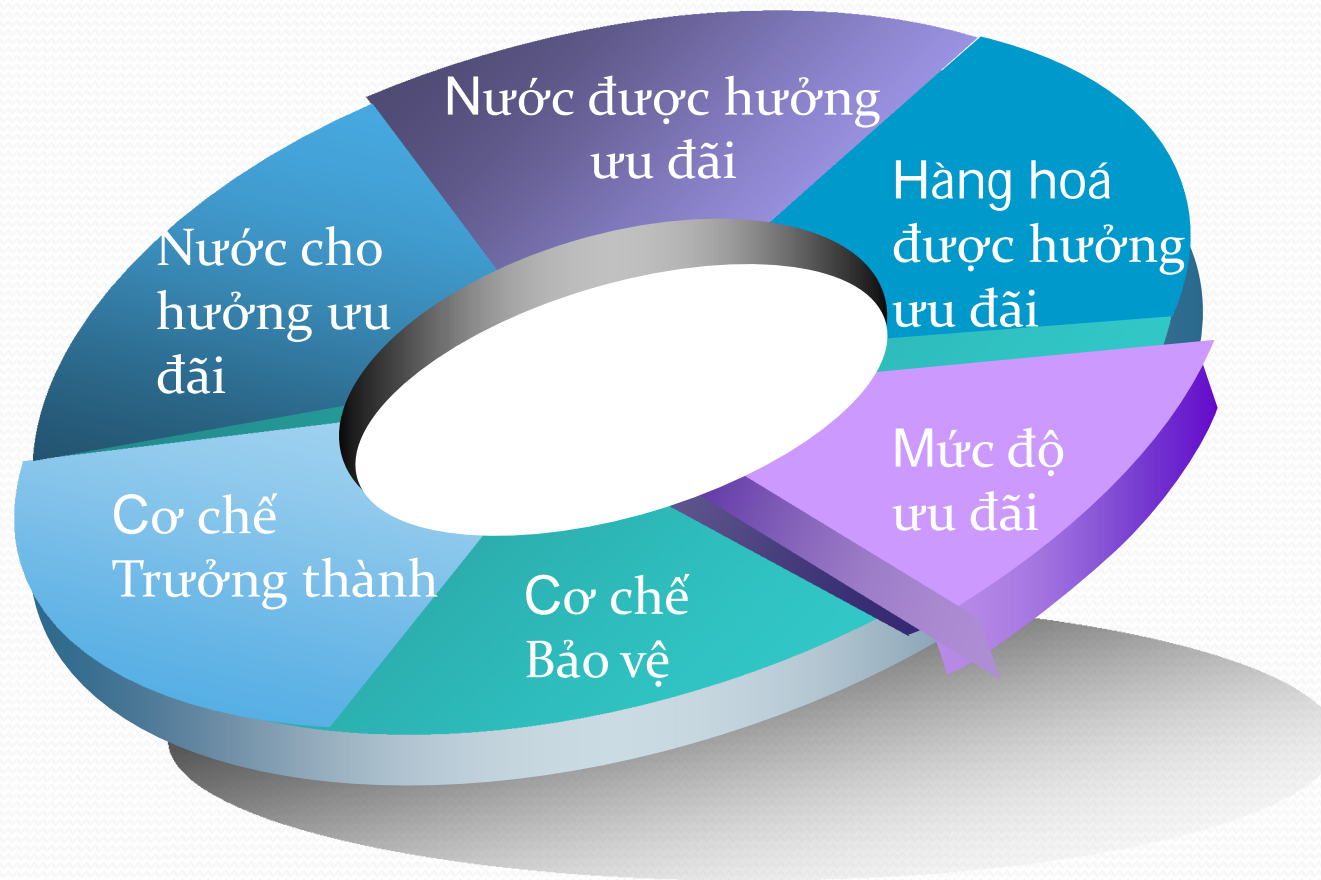 Nước được hưởng
ưu đãi
Hàng hoá
được hưởng
ưu đãi
Mức độ
ưu đãi
Cơ chế
Bảo vệ
Cơ chế
Trưởng thành
Nước cho
hưởng ưu
đãi